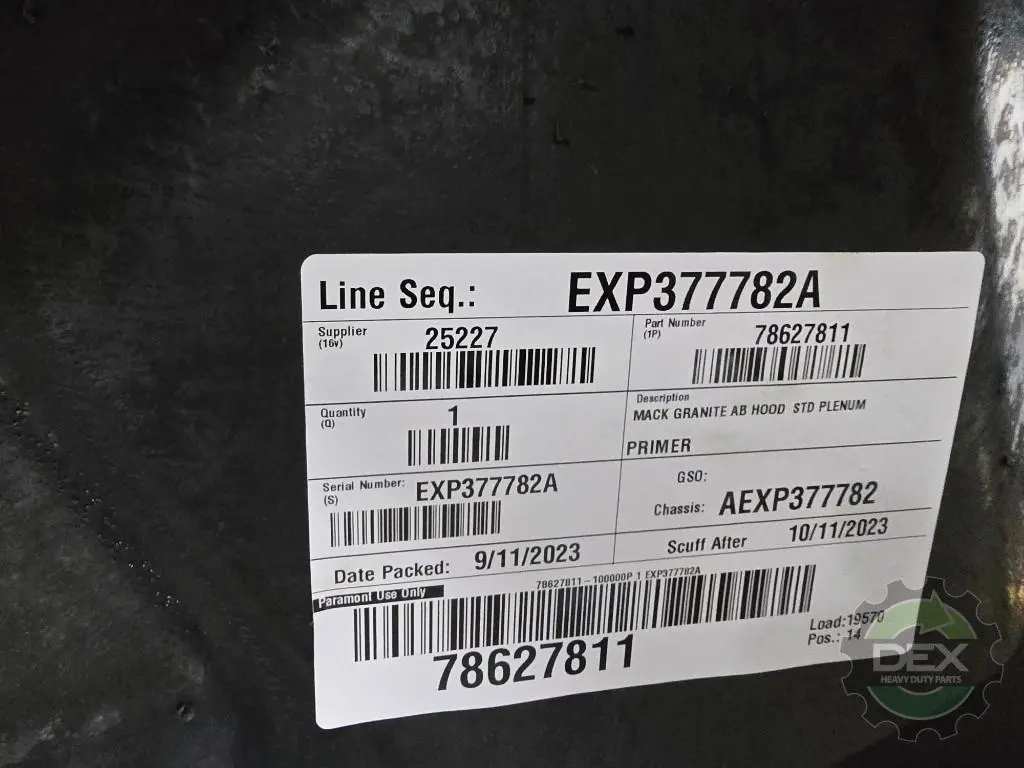 Line Seq.: EXP377782A
Supplier (16v) 25227
Part Number (1P) 78627811
Quantity (Q) 1
Description
MACK GRANITE AB HOOD STD PLENUM
PRIMER
Serial Number: (S) EXP377782A
GSO:
Chassis: AEXP377782
Date Packed: 9/11/2023
Scuff After 10/11/2023
Paramont Use Only
78627811-100000P 1 EXP377782A
78627811
Load:19570
Pos.: 14
DEX
HEAVY DUTY PARTS